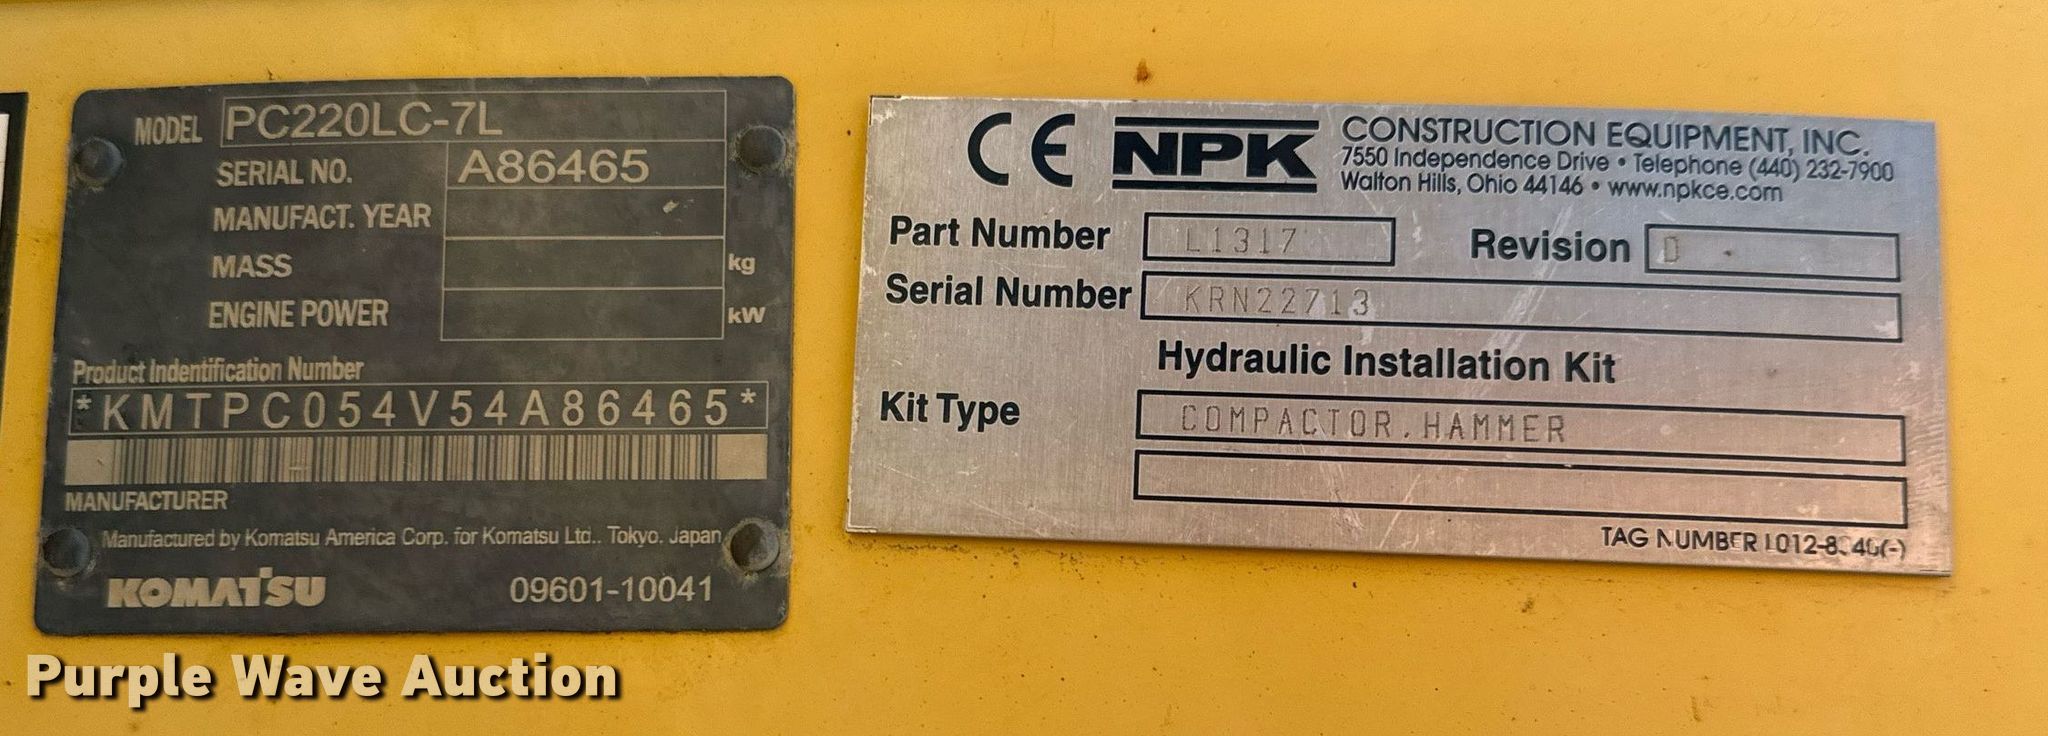 MODEL PC220LC-7L
SERIAL NO. A86465
MANUFACT. YEAR
MASS kg
ENGINE POWER kW
Product Indentification Number
*KMTPC054V54A86465*
MANUFACTURER
Manufactured by Komatsu America Corp. for Komatsu Ltd.. Tokyo. Japan
KOMATSU 09601-10041
CE NPK CONSTRUCTION EQUIPMENT, INC.
7550 Independence Drive • Telephone (440) 232-7900
Walton Hills, Ohio 44146 • www.npkce.com
Part Number L1317 Revision D
Serial Number KRN22713
Hydraulic Installation Kit
Kit Type COMPACTOR.HAMMER
TAG NUMBER
Purple Wave Auction